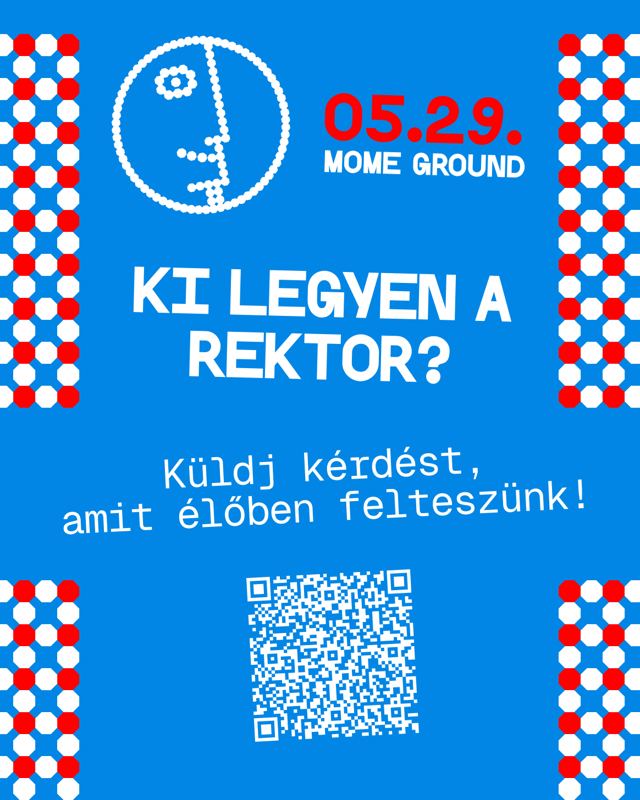 05.29.
MOME GROUND
KI LEGYEN A
REKTOR?
Küldj kérdést,
amit élőben felteszünk!